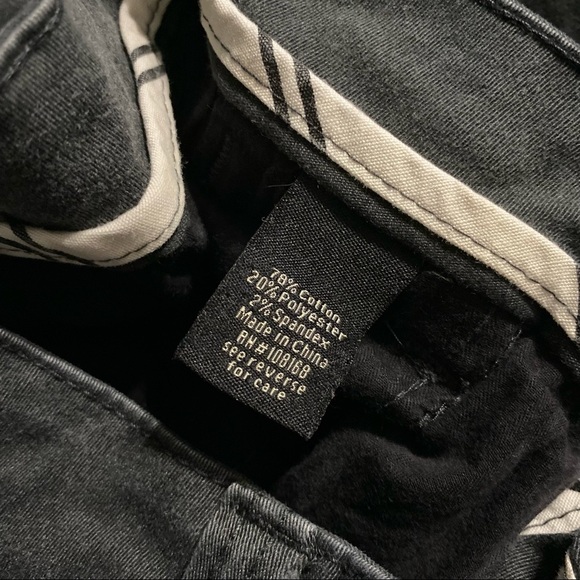 78% Cotton
20% Polyester
2% Spandex
Made in China
RN#108168
see reverse
for care